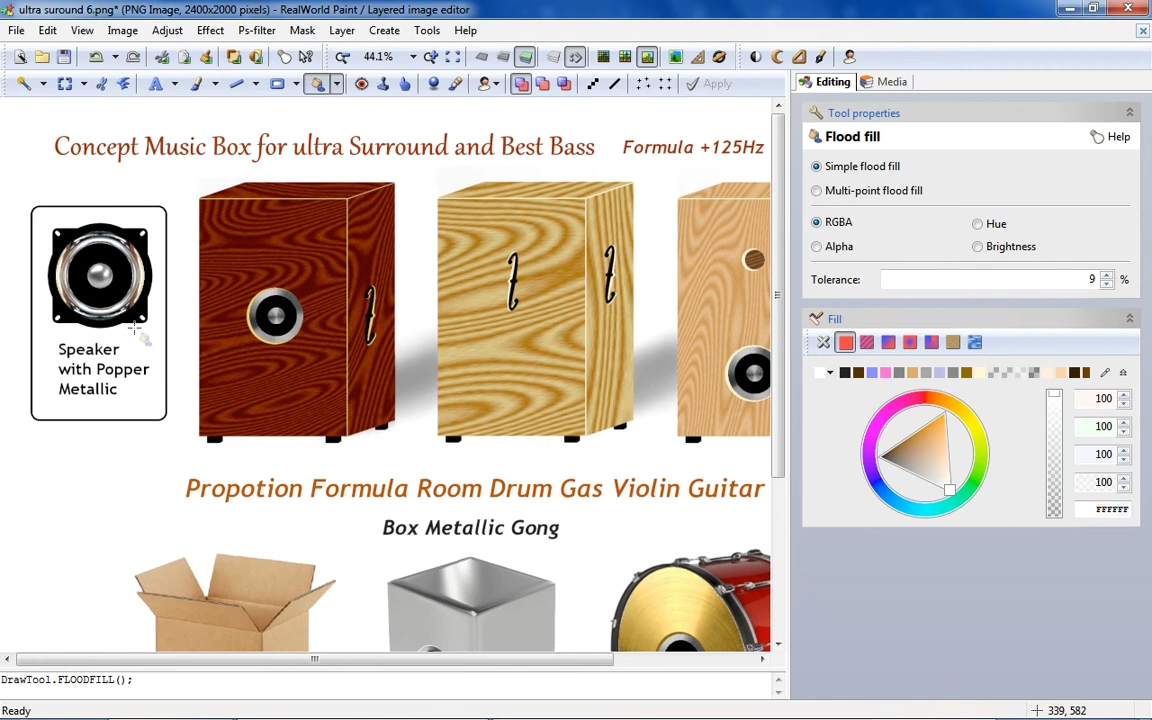 ultra suround 6.png* (PNG Image, 2400x2000 pixels) - RealWorld Paint / Layered image editor
File Edit View Image Adjust Effect Ps-filter Mask Layer Create Tools Help
44.1%
Apply
Editing Media
Tool properties
Flood fill Help
Simple flood fill
Multi-point flood fill
RGBA Hue
Alpha Brightness
Tolerance: 9 %
Fill
100
100
100
100
FFFFFF
Concept Music Box for ultra Surround and Best Bass Formula +125Hz
Speaker
with Popper
Metallic
Propotion Formula Room Drum Gas Violin Guitar
Box Metallic Gong
DrawTool.FLOODFILL();
Ready 339, 582